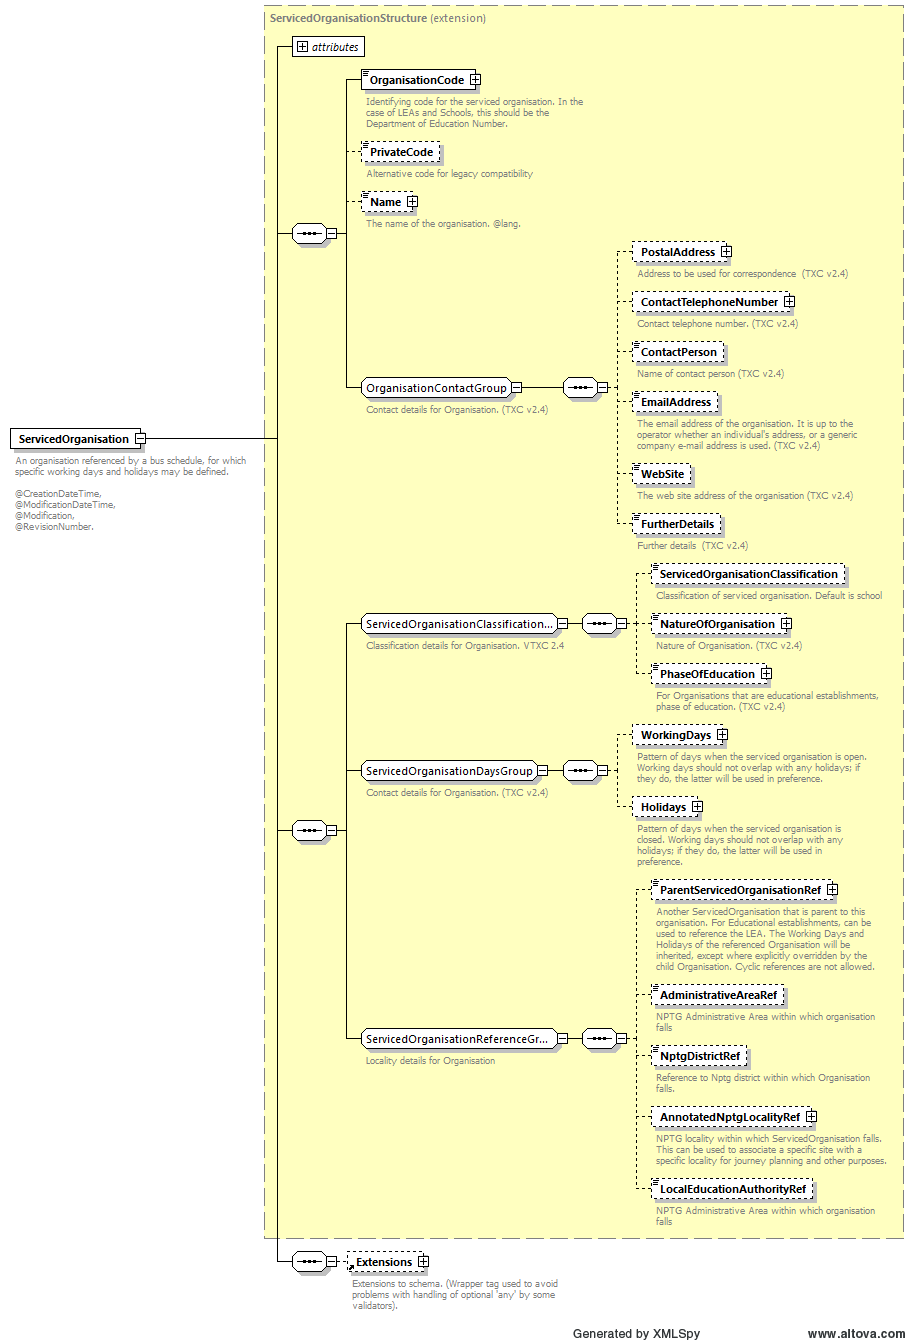 ServicedOrganisationStructure (extension)
attributes
OrganisationCode
Identifying code for the serviced organisation. In the
case of LEAs and Schools, this should be the
Department of Education Number.
PrivateCode
Alternative code for legacy compatibility
Name
The name of the organisation. @lang.
PostalAddress
Address to be used for correspondence (TXC v2.4)
ContactTelephoneNumber
Contact telephone number. (TXC v2.4)
ContactPerson
Name of contact person (TXC v2.4)
OrganisationContactGroup
Contact details for Organisation. (TXC v2.4)
EmailAddress
The email address of the organisation. It is up to the
operator whether an individual's address, or a generic
company e-mail address is used. (TXC v2.4)
WebSite
The web site address of the organisation (TXC v2.4)
FurtherDetails
Further details (TXC v2.4)
ServicedOrganisation
An organisation referenced by a bus schedule, for which
specific working days and holidays may be defined.
@CreationDateTime,
@ModificationDateTime,
@Modification,
@RevisionNumber.
ServicedOrganisationClassification
Classification of serviced organisation. Default is school
ServicedOrganisationClassification...
Classification details for Organisation. VTXC 2.4
NatureOfOrganisation
Nature of Organisation. (TXC v2.4)
PhaseOfEducation
For Organisations that are educational establishments,
phase of education. (TXC v2.4)
WorkingDays
Pattern of days when the serviced organisation is open.
Working days should not overlap with any holidays; if
they do, the latter will be used in preference.
ServicedOrganisationDaysGroup
Contact details for Organisation. (TXC v2.4)
Holidays
Pattern of days when the serviced organisation is
closed. Working days should not overlap with any
holidays; if they do, the latter will be used in
preference.
ParentServicedOrganisationRef
Another ServicedOrganisation that is parent to this
organisation. For Educational establishments, can be
used to reference the LEA. The Working Days and
Holidays of the referenced Organisation will be
inherited, except where explicitly overridden by the
child Organisation. Cyclic references are not allowed.
AdministrativeAreaRef
NPTG Administrative Area within which organisation
falls
ServicedOrganisationReferenceGr...
Locality details for Organisation
NptgDistrictRef
Reference to Nptg district within which Organisation
falls.
AnnotatedNptgLocalityRef
NPTG locality within which ServicedOrganisation falls.
This can be used to associate a specific site with a
specific locality for journey planning and other purposes.
LocalEducationAuthorityRef
NPTG Administrative Area within which organisation
falls
Extensions
Extensions to schema. (Wrapper tag used to avoid
problems with handling of optional 'any' by some
validators).
Generated by XMLSpy
www.altova.com